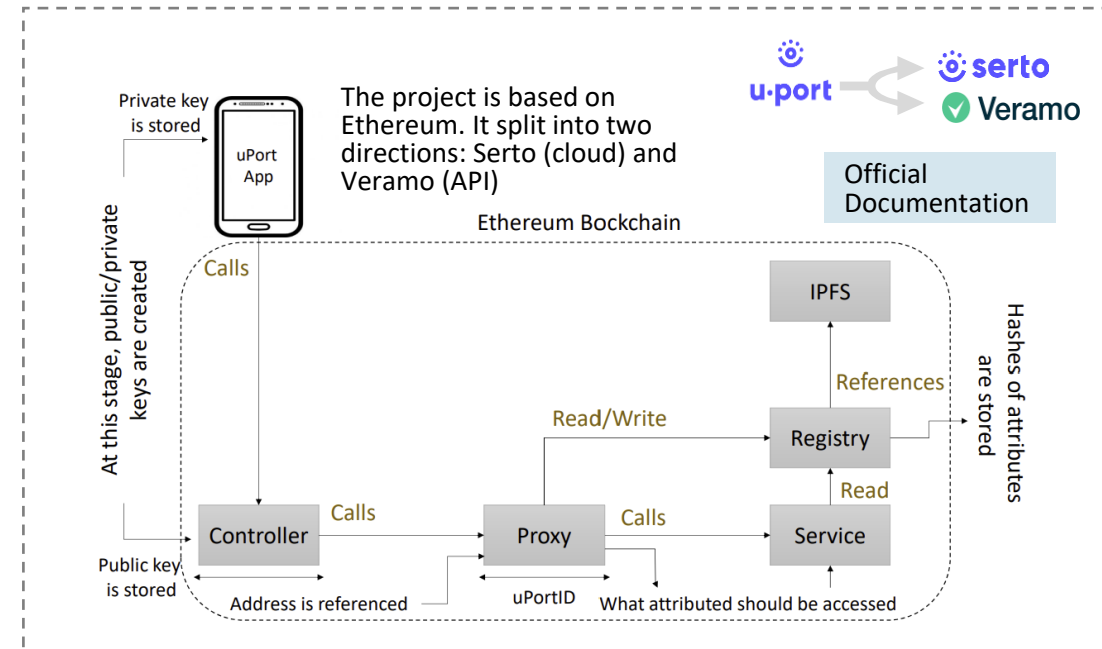 u·port
serto
Veramo
The project is based on
Ethereum. It split into two
directions: Serto (cloud) and
Veramo (API)
Official
Documentation
Private key
is stored
uPort
App
At this stage, public/private
keys are created
Ethereum Bockchain
Calls
IPFS
References
Hashes of attributes
are stored
Read/Write
Registry
Read
Controller
Calls
Proxy
Calls
Service
Public key
is stored
Address is referenced
uPortID
What attributed should be accessed